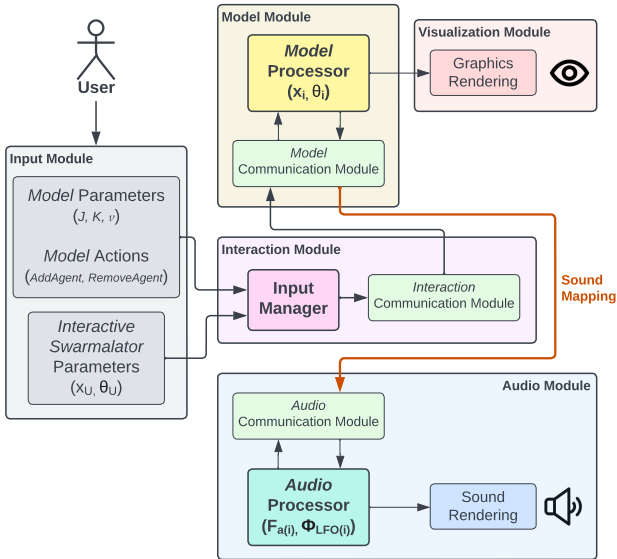 User
Input Module
Model Parameters
(J, K, ν)
Model Actions
(AddAgent, RemoveAgent)
Interactive
Swarmalator
Parameters
(xU, θU)
Model Module
Model
Processor
(xi, θi)
Model
Communication Module
Visualization Module
Graphics
Rendering
Interaction Module
Input
Manager
Interaction
Communication Module
Sound
Mapping
Audio Module
Audio
Communication Module
Audio
Processor
(Fa(i), ΦLFO(i))
Sound
Rendering